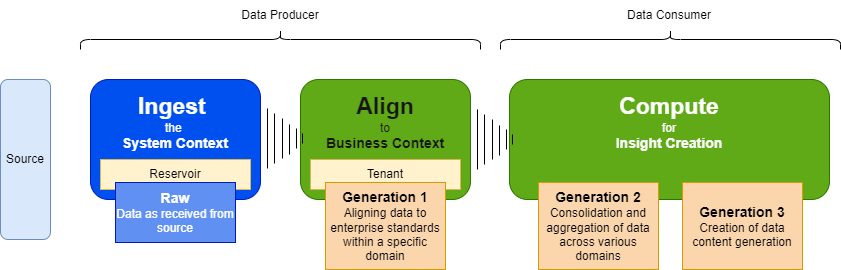 Data Producer
Data Consumer
Source
Ingest
the
System Context
Reservoir
Raw
Data as received from
source
Align
to
Business Context
Tenant
Generation 1
Aligning data to
enterprise standards
within a specific
domain
Compute
for
Insight Creation
Generation 2
Consolidation and
aggregation of data
across various
domains
Generation 3
Creation of data
content generation